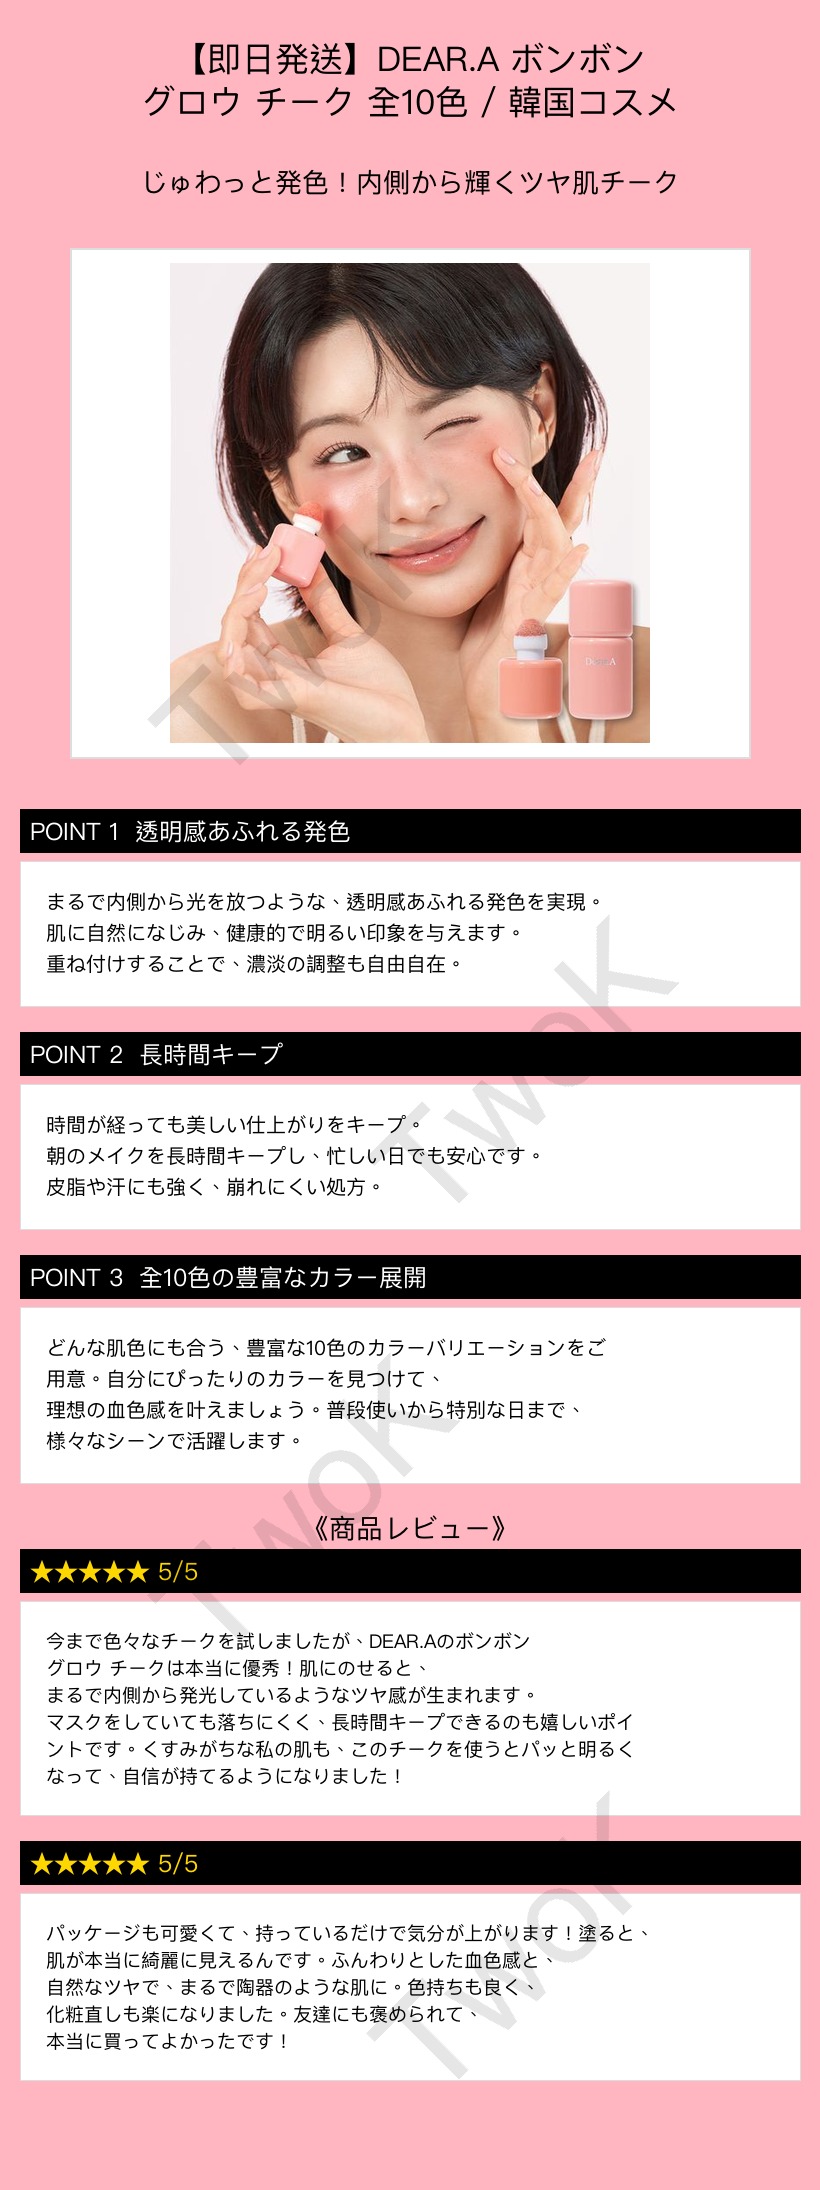 【即日発送】DEAR.A ボンボン
グロウ チーク 全10色 / 韓国コスメ
じゅわっと発色！内側から輝くツヤ肌チーク
Dear.A
TwoK
POINT 1 透明感あふれる発色
まるで内側から光を放つような、透明感あふれる発色を実現。
肌に自然になじみ、健康的で明るい印象を与えます。
重ね付けすることで、濃淡の調整も自由自在。
TwoK
POINT 2 長時間キープ
時間が経っても美しい仕上がりをキープ。
朝のメイクを長時間キープし、忙しい日でも安心です。
皮脂や汗にも強く、崩れにくい処方。
POINT 3 全10色の豊富なカラー展開
どんな肌色にも合う、豊富な10色のカラーバリエーションをご
用意。自分にぴったりのカラーを見つけて、
理想の血色感を叶えましょう。普段使いから特別な日まで、
様々なシーンで活躍します。
TwoK
《商品レビュー》
★★★★★ 5/5
今まで色々なチークを試しましたが、DEAR.Aのボンボン
グロウ チークは本当に優秀！肌にのせると、
まるで内側から発光しているようなツヤ感が生まれます。
マスクをしていても落ちにくく、長時間キープできるのも嬉しいポイ
ントです。くすみがちな私の肌も、このチークを使うとパッと明るく
なって、自信が持てるようになりました！
★★★★★ 5/5
パッケージも可愛くて、持っているだけで気分が上がります！塗ると、
肌が本当に綺麗に見えるんです。ふんわりとした血色感と、
自然なツヤで、まるで陶器のような肌に。色持ちも良く、
化粧直しも楽になりました。友達にも褒められて、
本当に買ってよかったです！
TwoK